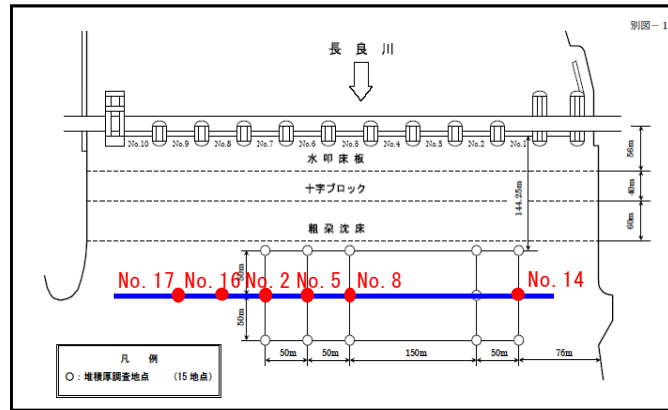 別図－1
長 良 川
No.10 No.9 No.8 No.7 No.6 No.5 No.4 No.3 No.2 No.1
水 叩 床 板
56m
十字ブロック
40m
144.25m
粗 朶 沈 床
60m
50m
No. 17 No. 16 No. 2 No. 5 No. 8 No. 14
50m
50m 50m 150m 50m 76m
凡 例
○：堆積厚調査地点 （15 地点）